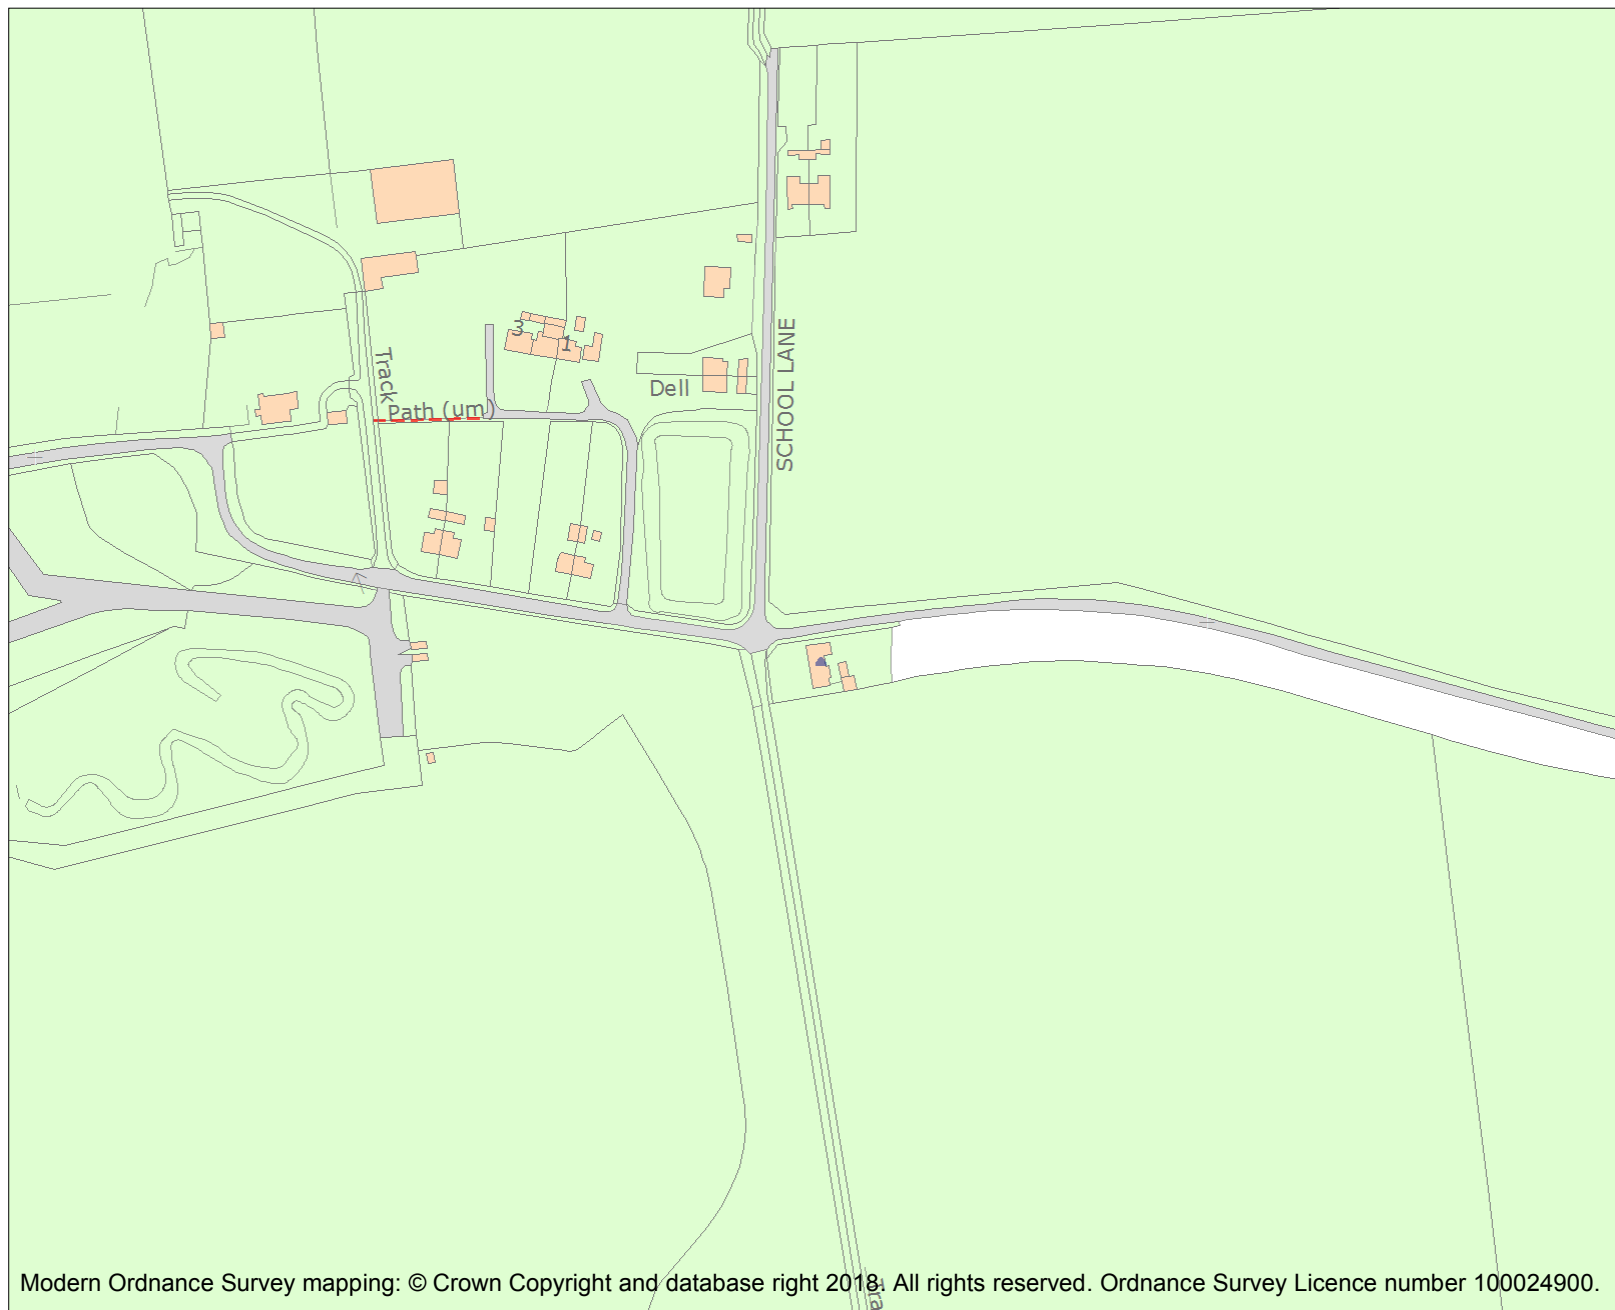 SCHOOL LANE
3
1
Track
Dell
Path (um)
Modern Ordnance Survey mapping: © Crown Copyright and database right 2018. All rights reserved. Ordnance Survey Licence number 100024900.